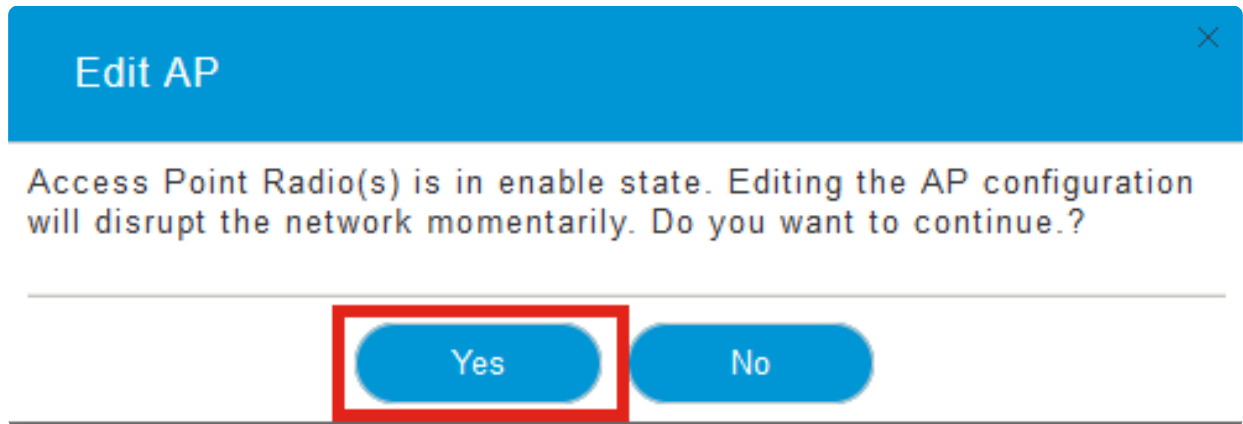 Edit AP
Access Point Radio(s) is in enable state. Editing the AP configuration
will disrupt the network momentarily. Do you want to continue.?
Yes
No